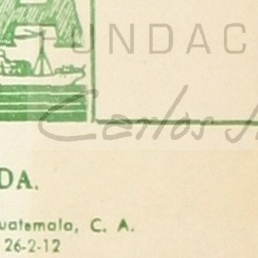 A
UNDAC
Carlos
DA.
uatemala, C. A.
26-2-12